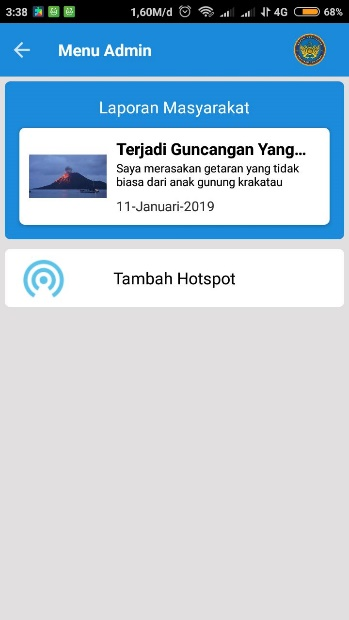 3:38 1,60M/d 4G 68%
Menu Admin
Laporan Masyarakat
Terjadi Guncangan Yang...
Saya merasakan getaran yang tidak
biasa dari anak gunung krakatau
11-Januari-2019
Tambah Hotspot